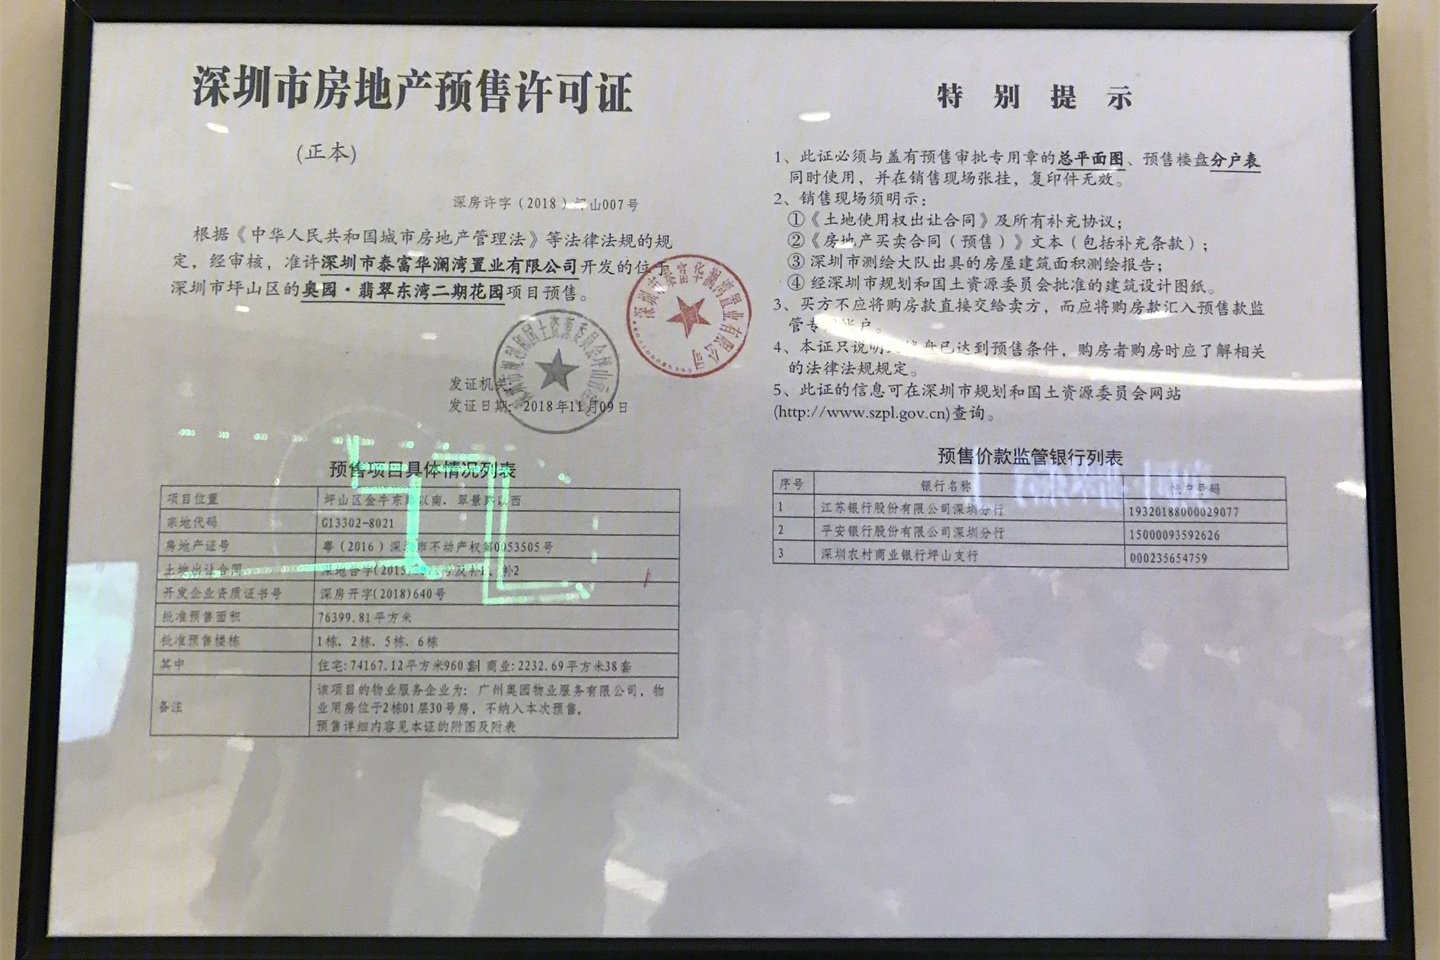 深圳市房地产预售许可证
(正本)
深房许字（2018）坪山007号
根据《中华人民共和国城市房地产管理法》等法律法规的规
定，经审核，准许深圳市泰富华澜湾置业有限公司开发的位于
深圳市坪山区的奥园·翡翠东湾二期花园项目预售。
深圳市泰富华澜湾置业有限公司
发证机关:
发证日期: 2018年11月09日
预售项目具体情况列表
项目位置 坪山区金牛东路以南、翠景路以西
宗地代码 G13302-8021
房地产证号 粤（2016）深圳市不动产权第0053505号
土地出让合同 深地合字(2015
补2
开发企业资质证书号 深房开字(2018)640号
批准预售面积 76399.81平方米
批准预售楼栋 1栋、2栋、5栋、6栋
其中 住宅:74167.12平方米960套 商业:2232.69平方米38套
备注 该项目的物业服务企业为：广州奥园物业服务有限公司，物
业用房位于2栋01层30号房，不纳入本次预售。
预售详细内容见本证的附图及附表
特别提示
1、此证必须与盖有预售审批专用章的总平面图、预售楼盘分户表
同时使用，并在销售现场张挂，复印件无效。
2、销售现场须明示：
①《土地使用权出让合同》及所有补充协议；
②《房地产买卖合同（预售）》文本（包括补充条款）；
③深圳市测绘大队出具的房屋建筑面积测绘报告；
④经深圳市规划和国土资源委员会批准的建筑设计图纸。
3、买方不应将购房款直接交给卖方，而应将购房款汇入预售款监
管专 账户。
4、本证只说明 已达到预售条件，购房者购房时应了解相关
的法律法规规定。
5、此证的信息可在深圳市规划和国土资源委员会网站
(http://www.szpl.gov.cn)查询。
预售价款监管银行列表
序号 银行名称 帐户号码
1 江苏银行股份有限公司深圳分行 19320188000029077
2 平安银行股份有限公司深圳分行 15000093592626
3 深圳农村商业银行坪山支行 000235654759